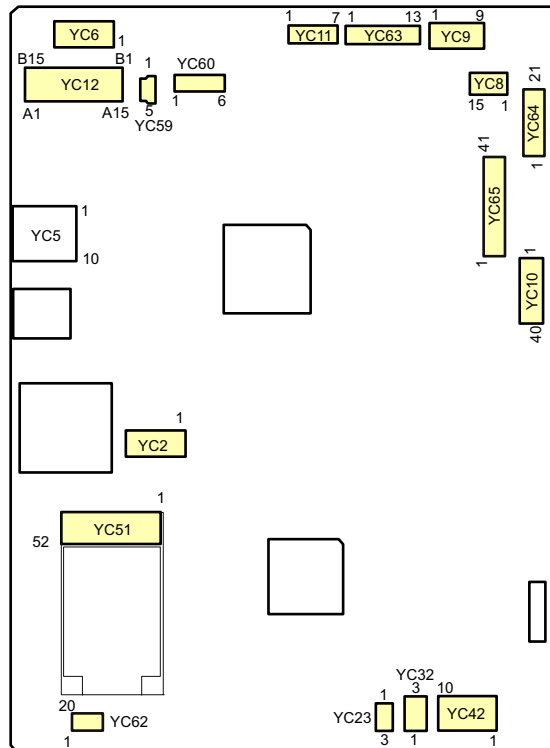 1 7 1 13 1 9
YC6 1 YC11 YC63 YC9
B15 B1 1 YC60
YC12 YC8 21
A1 A15 5 1 6 15 1 YC64
YC59
41 1
YC65
1 YC5 10
1 1
YC10
40
1
YC2
1
YC51
52
YC32
20 1 3 10
YC62 YC23 YC42
1 3 1 1